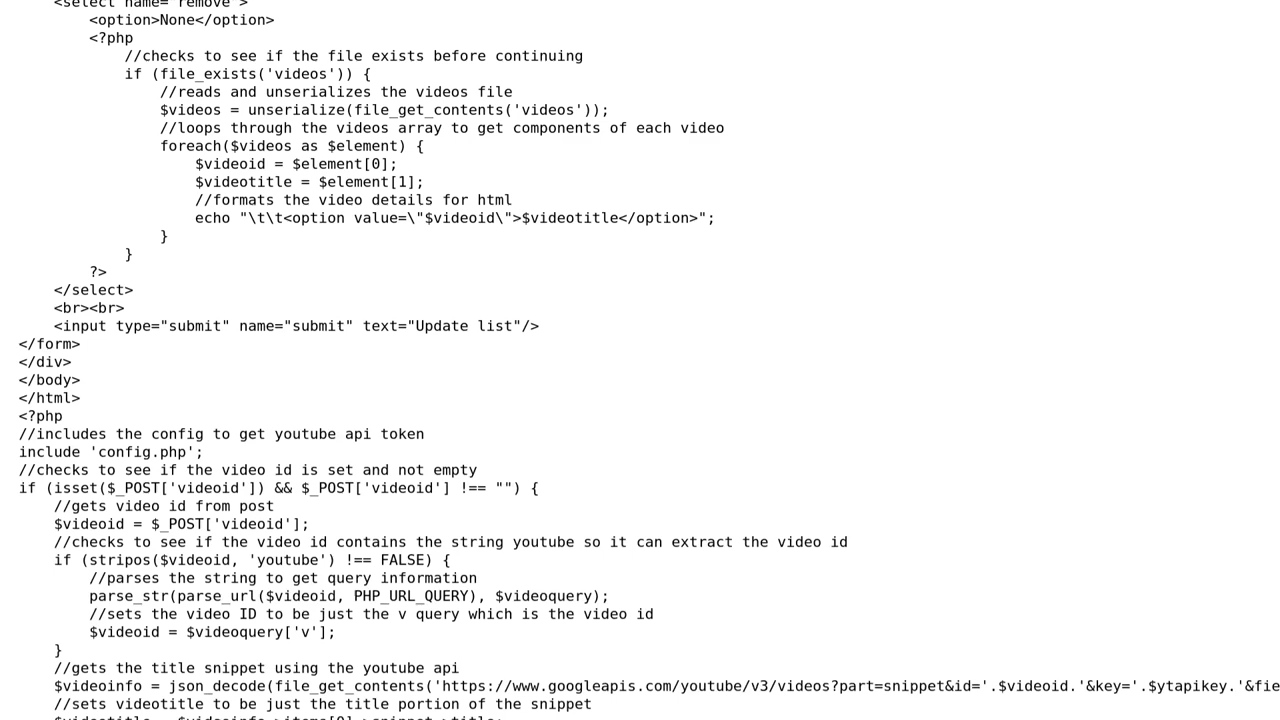 <select name="remove">
<option>None</option>
<?php
//checks to see if the file exists before continuing
if (file_exists('videos')) {
//reads and unserializes the videos file
$videos = unserialize(file_get_contents('videos'));
//loops through the videos array to get components of each video
foreach($videos as $element) {
$videoid = $element[0];
$videotitle = $element[1];
//formats the video details for html
echo "\t\t<option value=\"$videoid\">$videotitle</option>";
}
}
?>
</select>
<br><br>
<input type="submit" name="submit" text="Update list"/>
</form>
</div>
</body>
</html>
<?php
//includes the config to get youtube api token
include 'config.php';
//checks to see if the video id is set and not empty
if (isset($_POST['videoid']) && $_POST['videoid'] !== "") {
//gets video id from post
$videoid = $_POST['videoid'];
//checks to see if the video id contains the string youtube so it can extract the video id
if (stripos($videoid, 'youtube') !== FALSE) {
//parses the string to get query information
parse_str(parse_url($videoid, PHP_URL_QUERY), $videoquery);
//sets the video ID to be just the v query which is the video id
$videoid = $videoquery['v'];
}
//gets the title snippet using the youtube api
$videoinfo = json_decode(file_get_contents('https://www.googleapis.com/youtube/v3/videos?part=snippet&id='.$videoid.'&key='.$ytapikey.'&fie
//sets videotitle to be just the title portion of the snippet